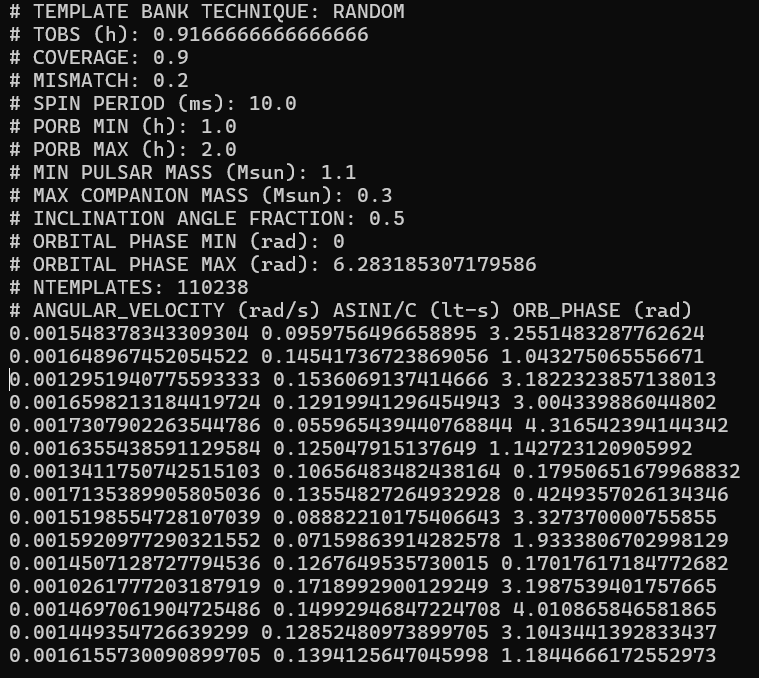 # TEMPLATE BANK TECHNIQUE: RANDOM
# TOBS (h): 0.9166666666666666
# COVERAGE: 0.9
# MISMATCH: 0.2
# SPIN PERIOD (ms): 10.0
# PORB MIN (h): 1.0
# PORB MAX (h): 2.0
# MIN PULSAR MASS (Msun): 1.1
# MAX COMPANION MASS (Msun): 0.3
# INCLINATION ANGLE FRACTION: 0.5
# ORBITAL PHASE MIN (rad): 0
# ORBITAL PHASE MAX (rad): 6.283185307179586
# NTEMPLATES: 110238
# ANGULAR_VELOCITY (rad/s) ASINI/C (lt-s) ORB_PHASE (rad)
0.001548378343309304 0.0959756496658895 3.2551483287762624
0.001648967452054522 0.14541736723869056 1.043275065556671
0.0012951940775593333 0.1536069137414666 3.1822323857138013
0.0016598213184419724 0.12919941296454943 3.004339886044802
0.0017307902263544786 0.055965439440768844 4.316542394144342
0.0016355438591129584 0.125047915137649 1.142723120905992
0.0013411750742515103 0.10656483482438164 0.17950651679968832
0.0017135389905805036 0.13554827264932928 0.4249357026134346
0.0015198554728107039 0.08882210175406643 3.327370000755855
0.0015920977290321552 0.07159863914282578 1.9333806702998129
0.0014507128727794536 0.1267649535730015 0.17017617184772682
0.0010261777203187919 0.1718992900129249 3.1987539401757665
0.0014697061904725486 0.14992946847224708 4.010865846581865
0.001449354726639299 0.12852480973899705 3.1043441392833437
0.0016155730090899705 0.1394125647045998 1.1844666172552973